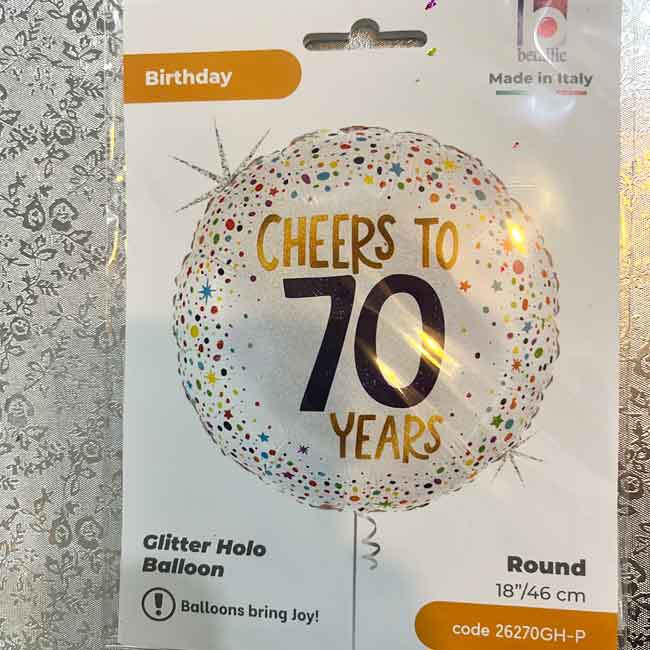 Birthday
b
Made in Italy
CHEERS TO
70
YEARS
Glitter Holo
Balloon
! Balloons bring Joy!
Round
18"/46 cm
code 26270GH-P